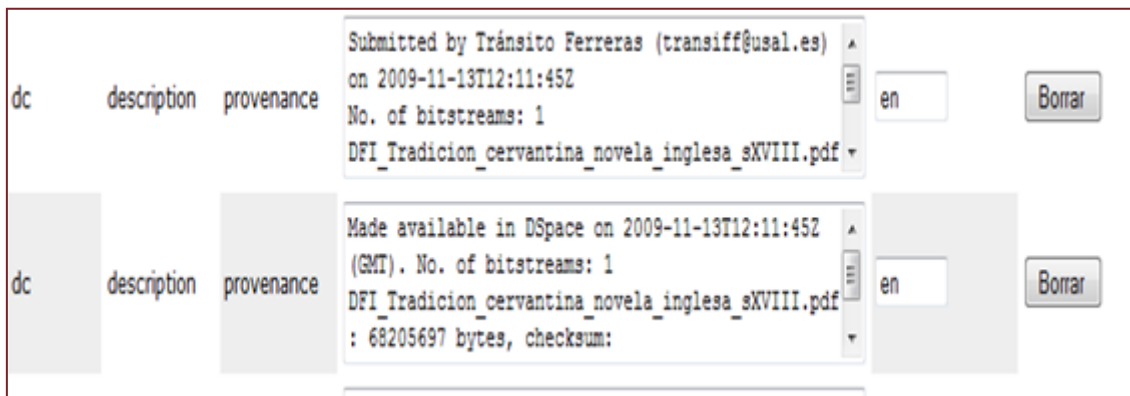 Submitted by Tránsito Ferreras (transiff@usal.es)
on 2009-11-13T12:11:45Z
No. of bitstreams: 1
DFI_Tradicion_cervantina_novela_inglesa_sXVIII.pdf
dc description provenance en Borrar
Made available in DSpace on 2009-11-13T12:11:45Z
(GMT). No. of bitstreams: 1
DFI_Tradicion_cervantina_novela_inglesa_sXVIII.pdf
: 68205697 bytes, checksum:
dc description provenance en Borrar